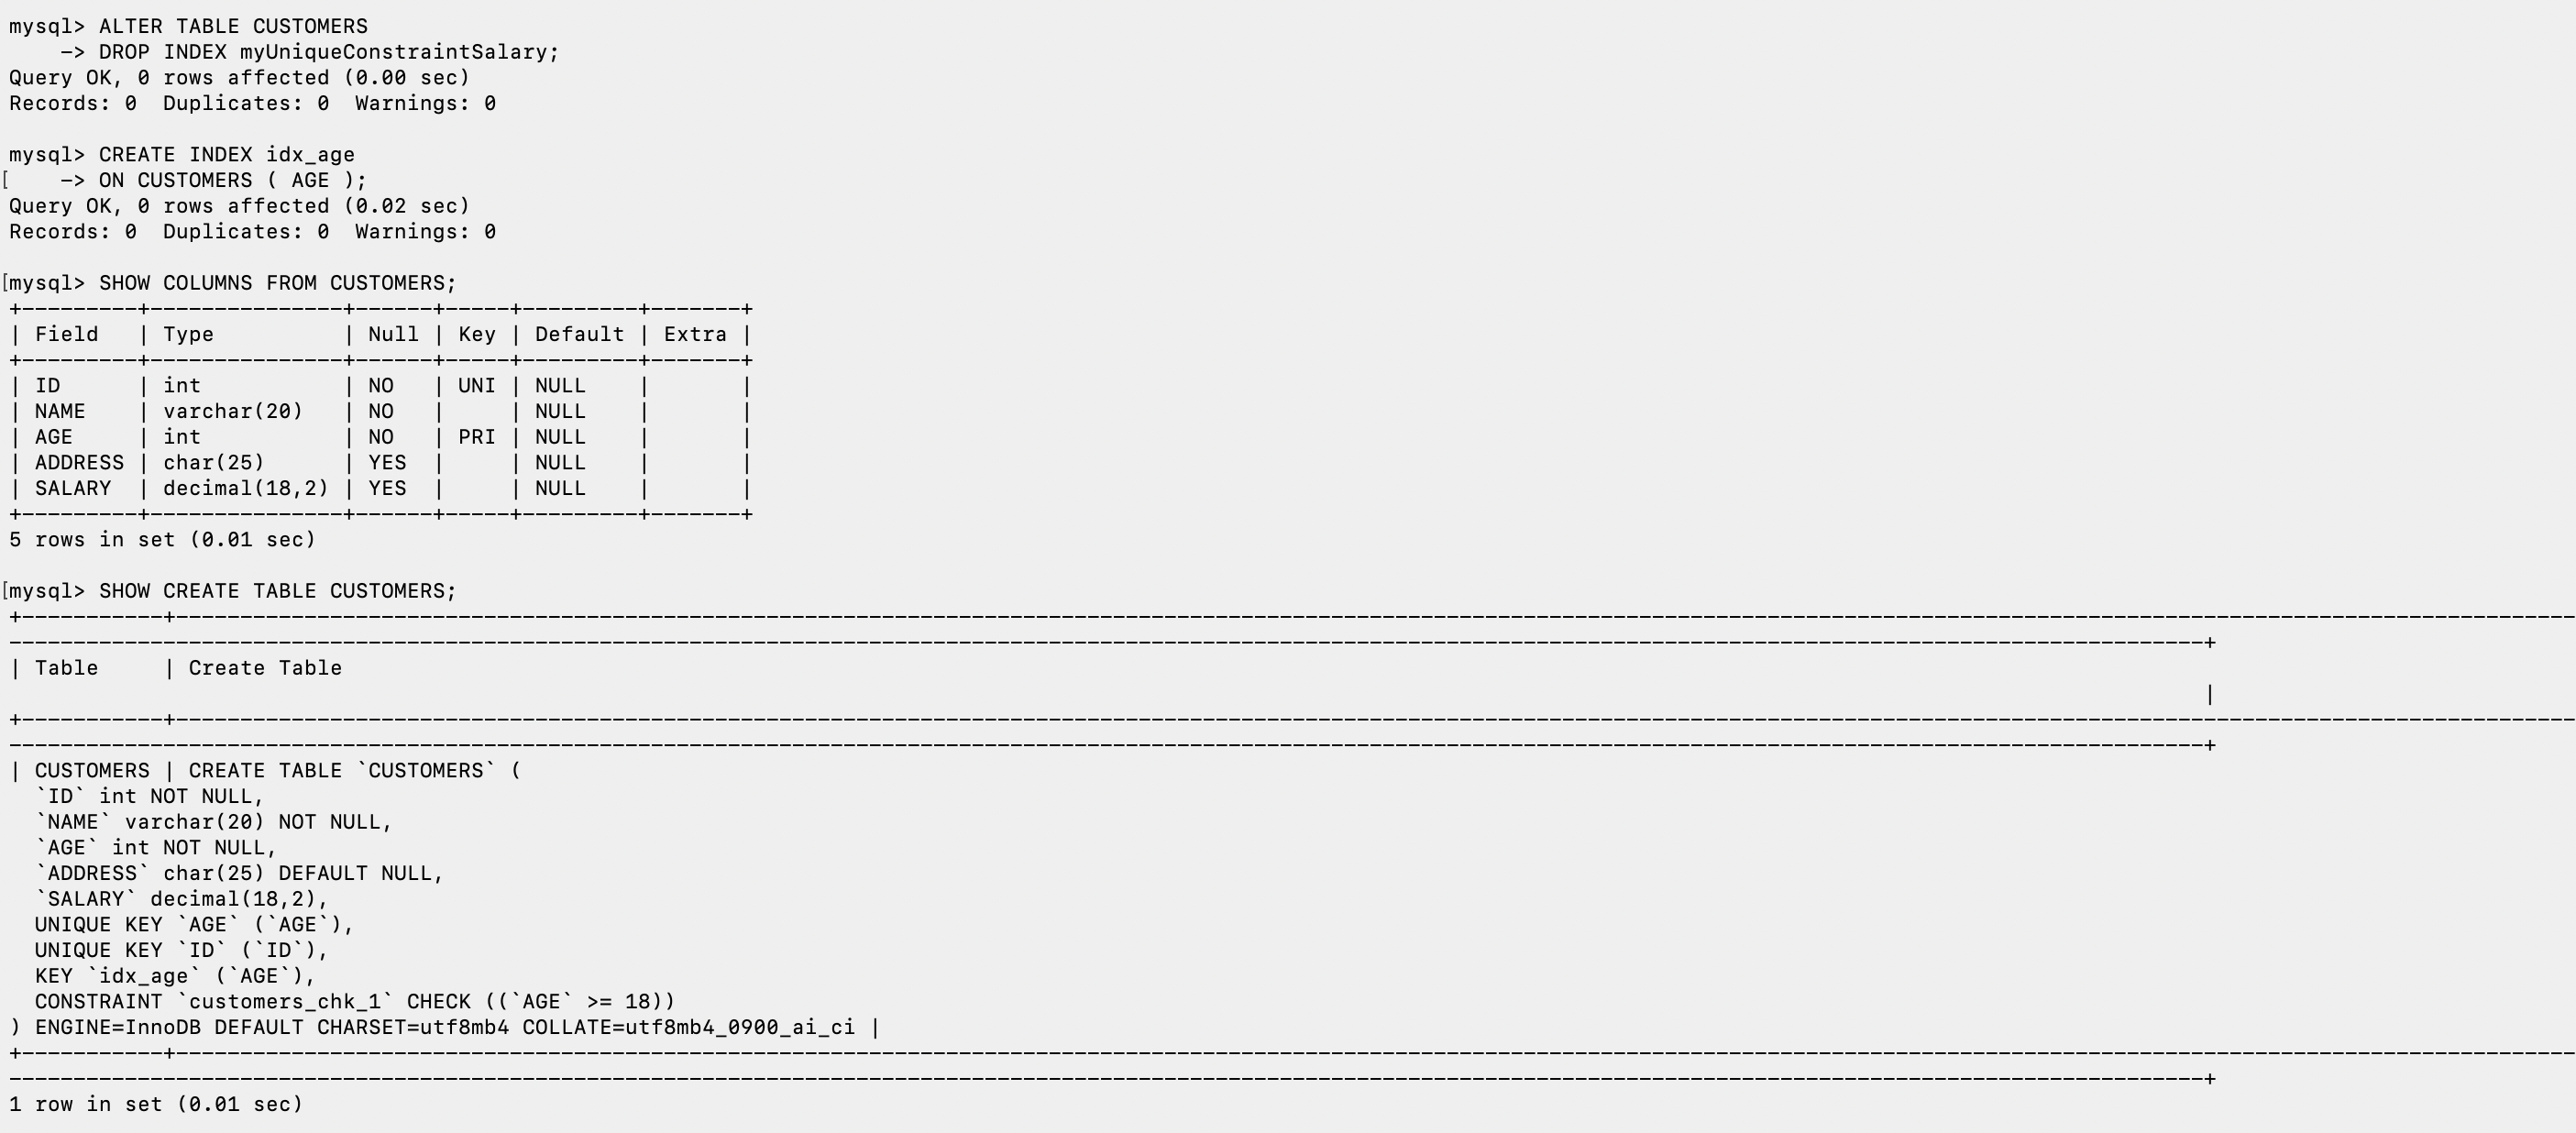 mysql> ALTER TABLE CUSTOMERS
    -> DROP INDEX myUniqueConstraintSalary;
Query OK, 0 rows affected (0.00 sec)
Records: 0  Duplicates: 0  Warnings: 0

mysql> CREATE INDEX idx_age
[    -> ON CUSTOMERS ( AGE );
Query OK, 0 rows affected (0.02 sec)
Records: 0  Duplicates: 0  Warnings: 0

[mysql> SHOW COLUMNS FROM CUSTOMERS;
+---------+---------------+------+-----+---------+-------+
| Field   | Type          | Null | Key | Default | Extra |
+---------+---------------+------+-----+---------+-------+
| ID      | int           | NO   | UNI | NULL    |       |
| NAME    | varchar(20)   | NO   |     | NULL    |       |
| AGE     | int           | NO   | PRI | NULL    |       |
| ADDRESS | char(25)      | YES  |     | NULL    |       |
| SALARY  | decimal(18,2) | YES  |     | NULL    |       |
+---------+---------------+------+-----+---------+-------+
5 rows in set (0.01 sec)

[mysql> SHOW CREATE TABLE CUSTOMERS;
| Table     | Create Table
|
| CUSTOMERS | CREATE TABLE `CUSTOMERS` (
  `ID` int NOT NULL,
  `NAME` varchar(20) NOT NULL,
  `AGE` int NOT NULL,
  `ADDRESS` char(25) DEFAULT NULL,
  `SALARY` decimal(18,2),
  UNIQUE KEY `AGE` (`AGE`),
  UNIQUE KEY `ID` (`ID`),
  KEY `idx_age` (`AGE`),
  CONSTRAINT `customers_chk_1` CHECK ((`AGE` >= 18))
) ENGINE=InnoDB DEFAULT CHARSET=utf8mb4 COLLATE=utf8mb4_0900_ai_ci |
1 row in set (0.01 sec)